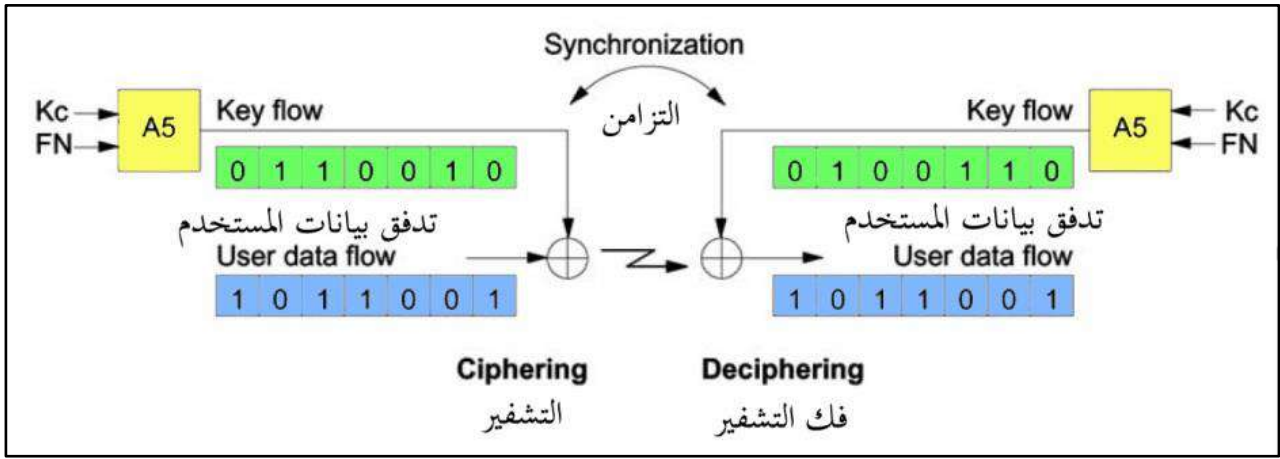 Synchronization
التزامن
Kc
FN
A5
Key flow
0 1 1 0 0 1 0
تدفق بيانات المستخدم
User data flow
1 0 1 1 0 0 1
Ciphering
التشفير
Key flow
A5
Kc
FN
0 1 0 0 1 1 0
تدفق بيانات المستخدم
User data flow
1 0 1 1 0 0 1
Deciphering
فك التشفير